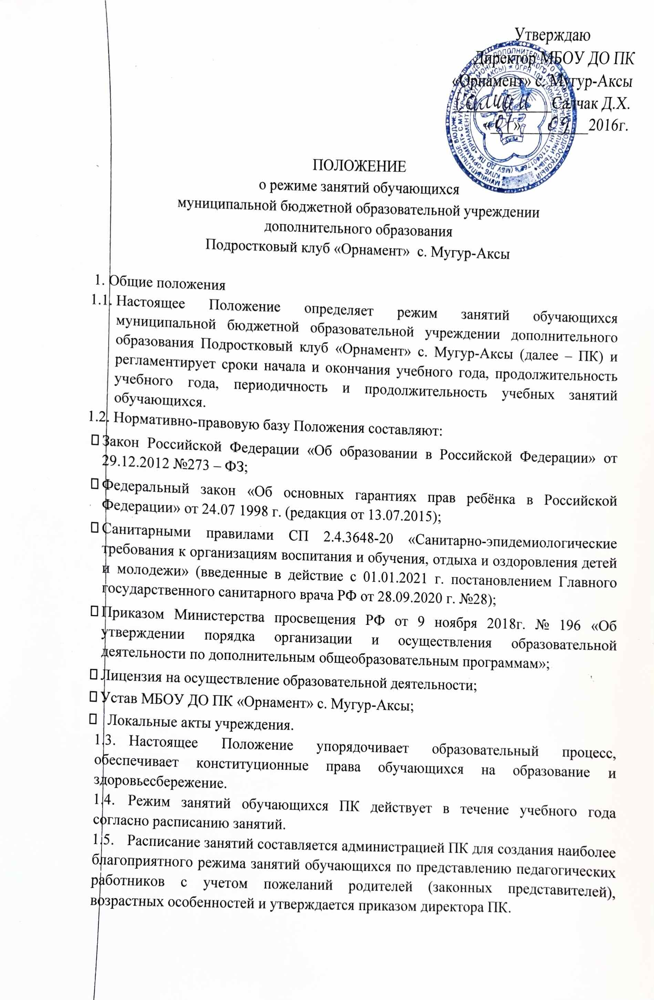 Утверждаю
Директор МБОУ ДО ПК
«Орнамент» с. Мугур-Аксы
Салчак Д.Х.
«01» 09 2016г.
ПОЛОЖЕНИЕ
о режиме занятий обучающихся
муниципальной бюджетной образовательной учреждении
дополнительного образования
Подростковый клуб «Орнамент» с. Мугур-Аксы
1. Общие положения
1.1. Настоящее Положение определяет режим занятий обучающихся
муниципальной бюджетной образовательной учреждении дополнительного
образования Подростковый клуб «Орнамент» с. Мугур-Аксы (далее – ПК) и
регламентирует сроки начала и окончания учебного года, продолжительность
учебного года, периодичность и продолжительность учебных занятий
обучающихся.
1.2. Нормативно-правовую базу Положения составляют:
Закон Российской Федерации «Об образовании в Российской Федерации» от
29.12.2012 №273 – ФЗ;
Федеральный закон «Об основных гарантиях прав ребёнка в Российской
Федерации» от 24.07 1998 г. (редакция от 13.07.2015);
Санитарными правилами СП 2.4.3648-20 «Санитарно-эпидемиологические
требования к организациям воспитания и обучения, отдыха и оздоровления детей
и молодежи» (введенные в действие с 01.01.2021 г. постановлением Главного
государственного санитарного врача РФ от 28.09.2020 г. №28);
Приказом Министерства просвещения РФ от 9 ноября 2018г. № 196 «Об
утверждении порядка организации и осуществления образовательной
деятельности по дополнительным общеобразовательным программам»;
Лицензия на осуществление образовательной деятельности;
Устав МБОУ ДО ПК «Орнамент» с. Мугур-Аксы;
Локальные акты учреждения.
1.3. Настоящее Положение упорядочивает образовательный процесс,
обеспечивает конституционные права обучающихся на образование и
здоровьесбережение.
1.4. Режим занятий обучающихся ПК действует в течение учебного года
согласно расписанию занятий.
1.5. Расписание занятий составляется администрацией ПК для создания наиболее
благоприятного режима занятий обучающихся по представлению педагогических
работников с учетом пожеланий родителей (законных представителей),
возрастных особенностей и утверждается приказом директора ПК.